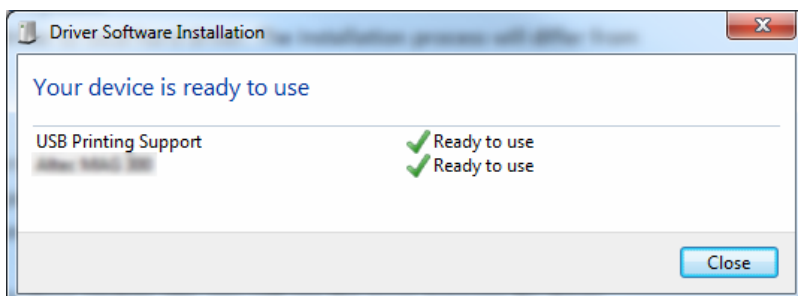 Driver Software Installation
Your device is ready to use
USB Printing Support Ready to use
Ready to use
Close